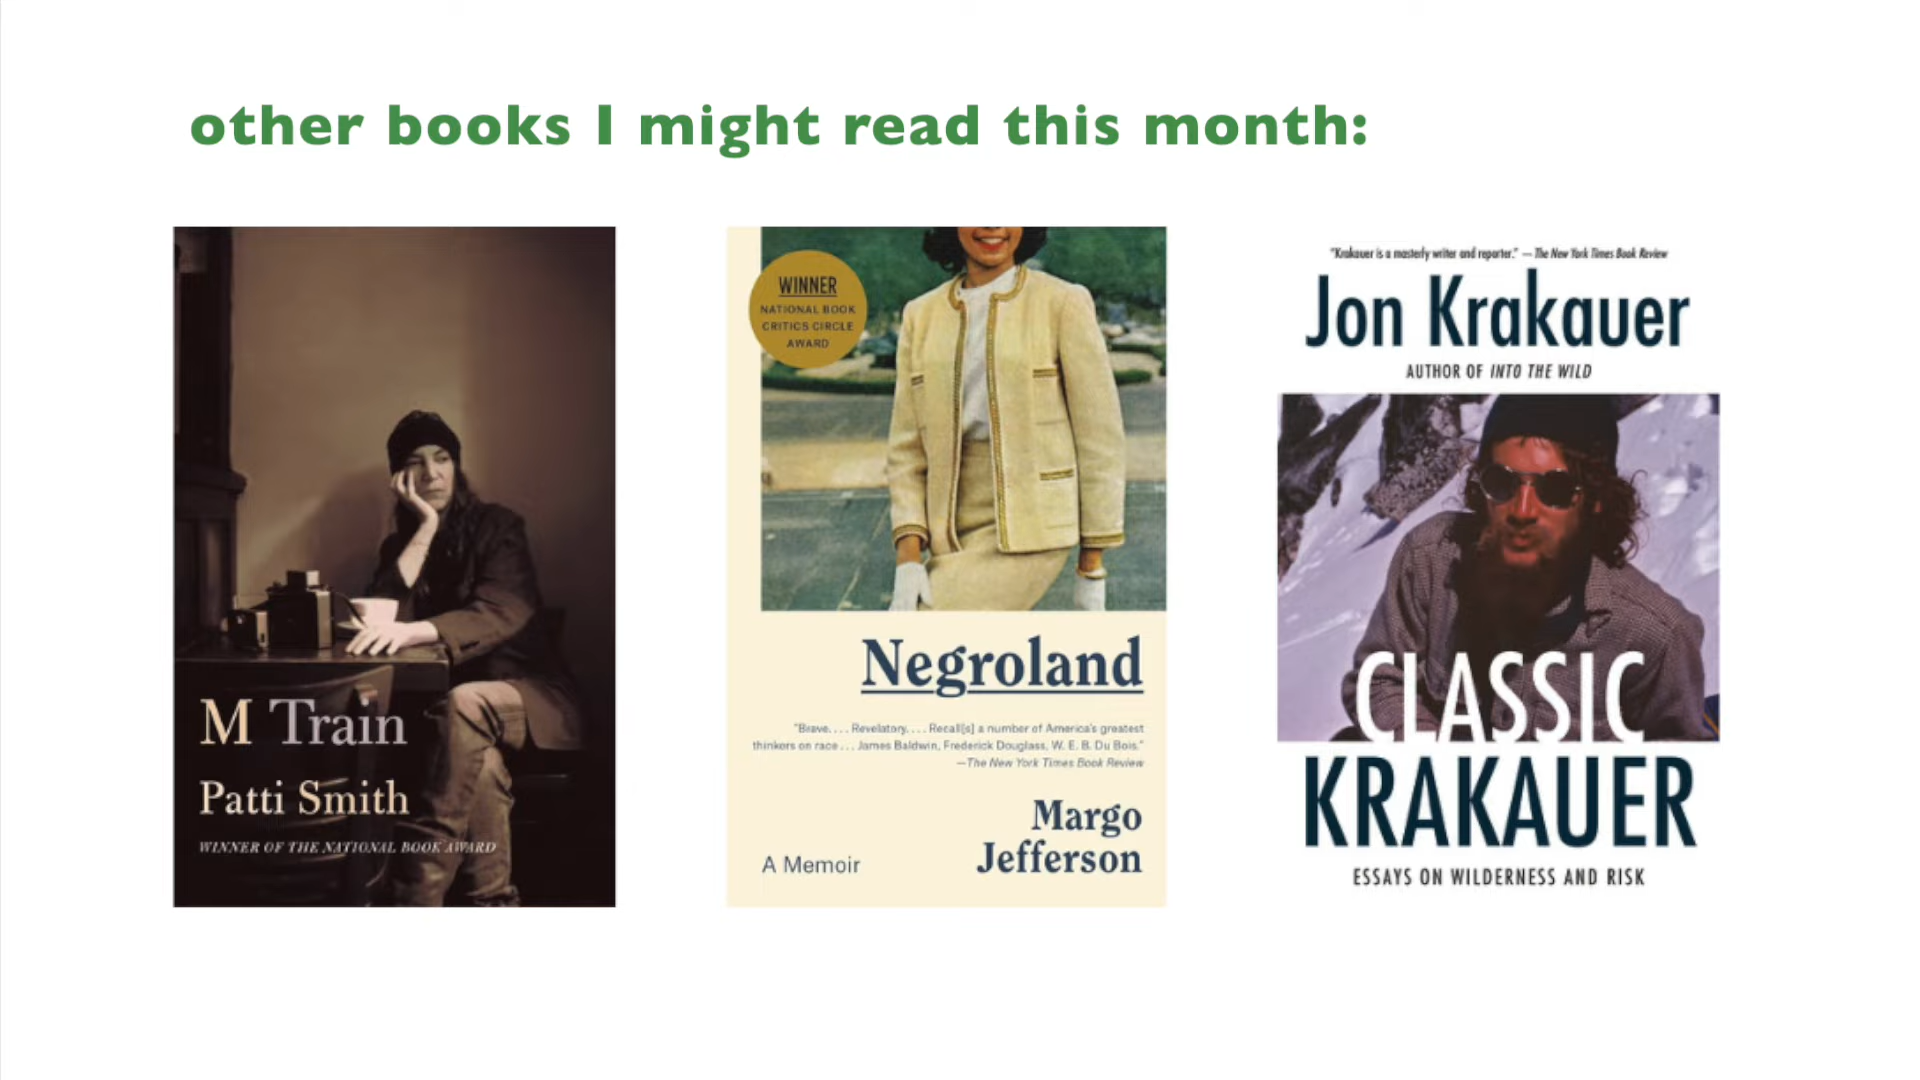 other books I might read this month:
M Train
Patti Smith
WINNER OF THE NATIONAL BOOK AWARD
WINNER
NATIONAL BOOK
CRITICS CIRCLE
AWARD
Negroland
"Brave. . . . Revelatory. . . . Recall[s] a number of America's greatest
thinkers on race . . . James Baldwin, Frederick Douglass, W. E. B. Du Bois."
—The New York Times Book Review
Margo
Jefferson
A Memoir
"Krakauer is a masterly writer and reporter." — The New York Times Book Review
Jon Krakauer
AUTHOR OF INTO THE WILD
CLASSIC
KRAKAUER
ESSAYS ON WILDERNESS AND RISK